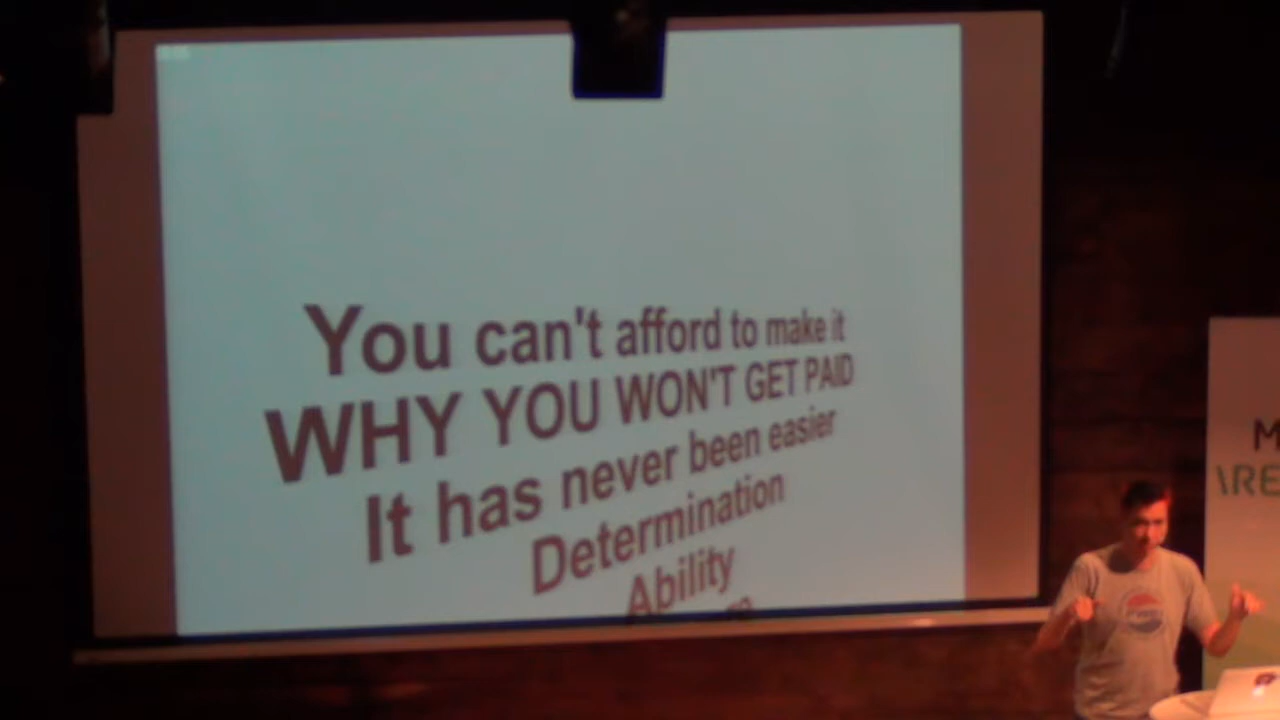 You can't afford to make it
WHY YOU WON'T GET PAID
It has never been easier
Determination
Ability